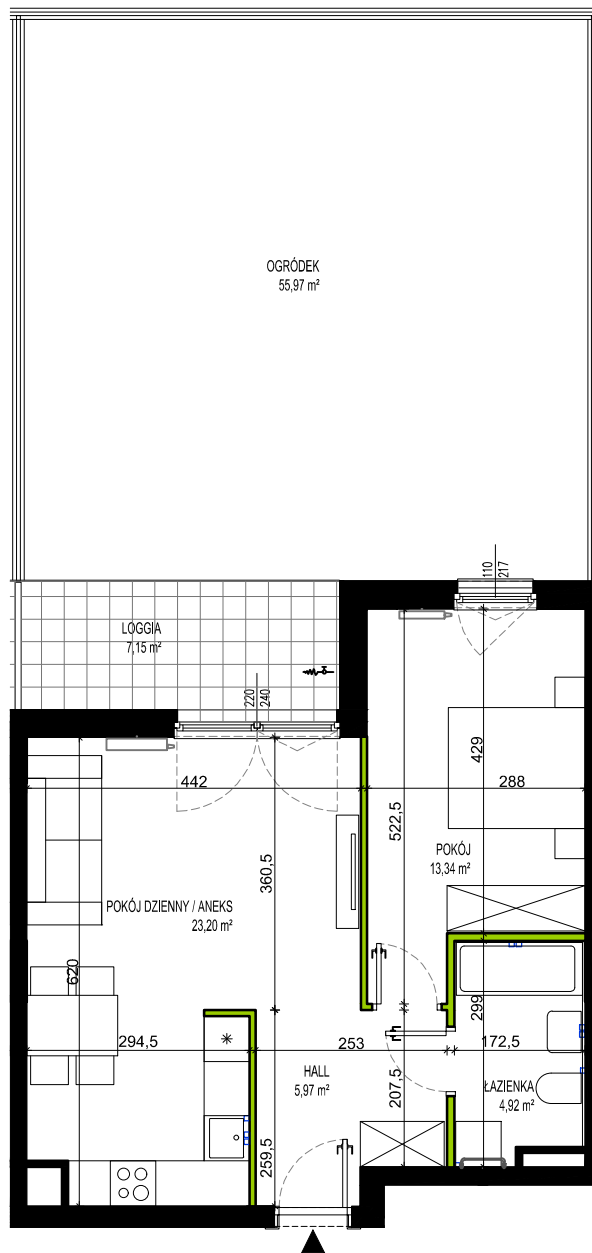 OGRÓDEK
55,97 m²
110
217
LOGGIA
7,15 m²
220
240
442
288
429
522,5
360,5
POKÓJ
13,34 m²
POKÓJ DZIENNY / ANEKS
23,20 m²
620
299
294,5
253
172,5
HALL
5,97 m²
207,5
ŁAZIENKA
4,92 m²
259,5